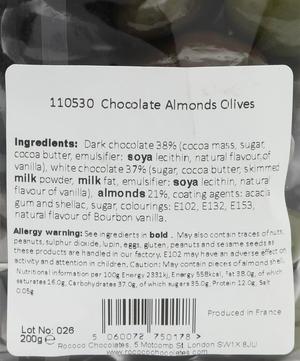 110530 Chocolate Almonds Olives
Ingredients: Dark chocolate 38% (cocoa mass, sugar,
cocoa butter, emulsifier: soya lecithin, natural flavour of
vanilla), white chocolate 37% (sugar, cocoa butter, skimmed
milk powder, milk fat, emulsifier: soya lecithin, natural
flavour of vanilla), almonds 21%, coating agents: acacia
gum and shellac, sugar, colourings: E102, E132, E153,
natural flavour of Bourbon vanilla.
Allergy warning: See ingredients in bold . May also contain traces of nuts,
peanuts, sulphur dioxide, lupin, eggs, gluten, peanuts and sesame seeds as
these products are handled in our factory. E102 may have an adverse effect on
activity and attention in children. Caution! May contain pieces of almond shell
Nutritional information per 100g Energy 2331kj, Energy 558kcal, Fat 38.0g, of which
saturates 16.0g, Carbohydrates 37.0g, of which sugars 35.0g, Protein 12.0g, Salt
0.05g
Produced in France
Lot No: 026
200g e
5 060072 750178 >
Rococo Chocolates, 5 Motcomb St, London SW1X 8JU
www.rococochocolates.com